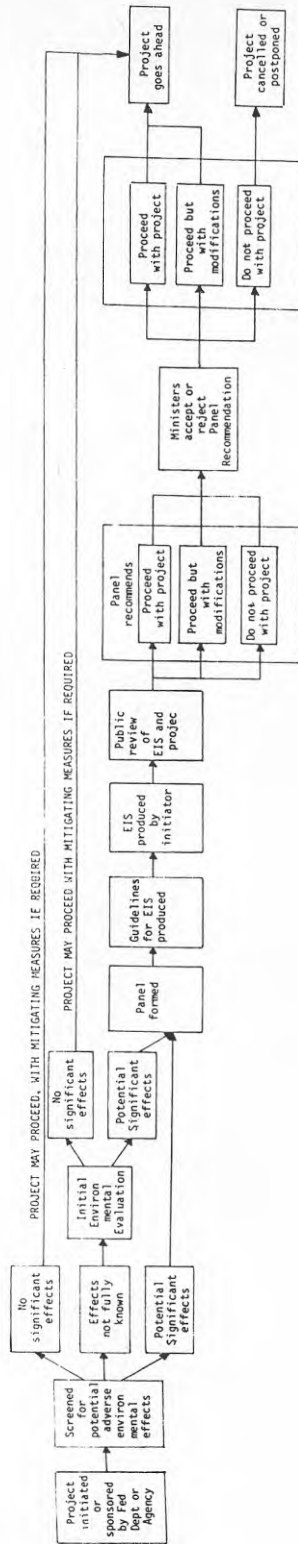 Project
initiated or
sponsored by Fed
Dept or
Agency
Screened
for
potential
adverse
environ
mental
effects
No
significant
effects
Effects
not fully
known
Potential
Significant
effects
PROJECT MAY PROCEED, WITH MITIGATING MEASURES IF REQUIRED
Initial
Environ
mental
Evaluation
No
significant
effects
Potential
Significant
effects
PROJECT MAY PROCEED WITH MITIGATING MEASURES IF REQUIRED
Panel
formed
Guidelines
for EIS
produced
EIS
produced
by
initiator
Public
review
of
EIS and
projec
Panel
recommends
Proceed
with project
Proceed but
with
modifications
Do not proceed
with project
Ministers
accept or
reject
Panel
Recommendation
Proceed
with project
Proceed but
with
modifications
Do not proceed
with project
Project
goes ahead
Project
cancelled or
postponed